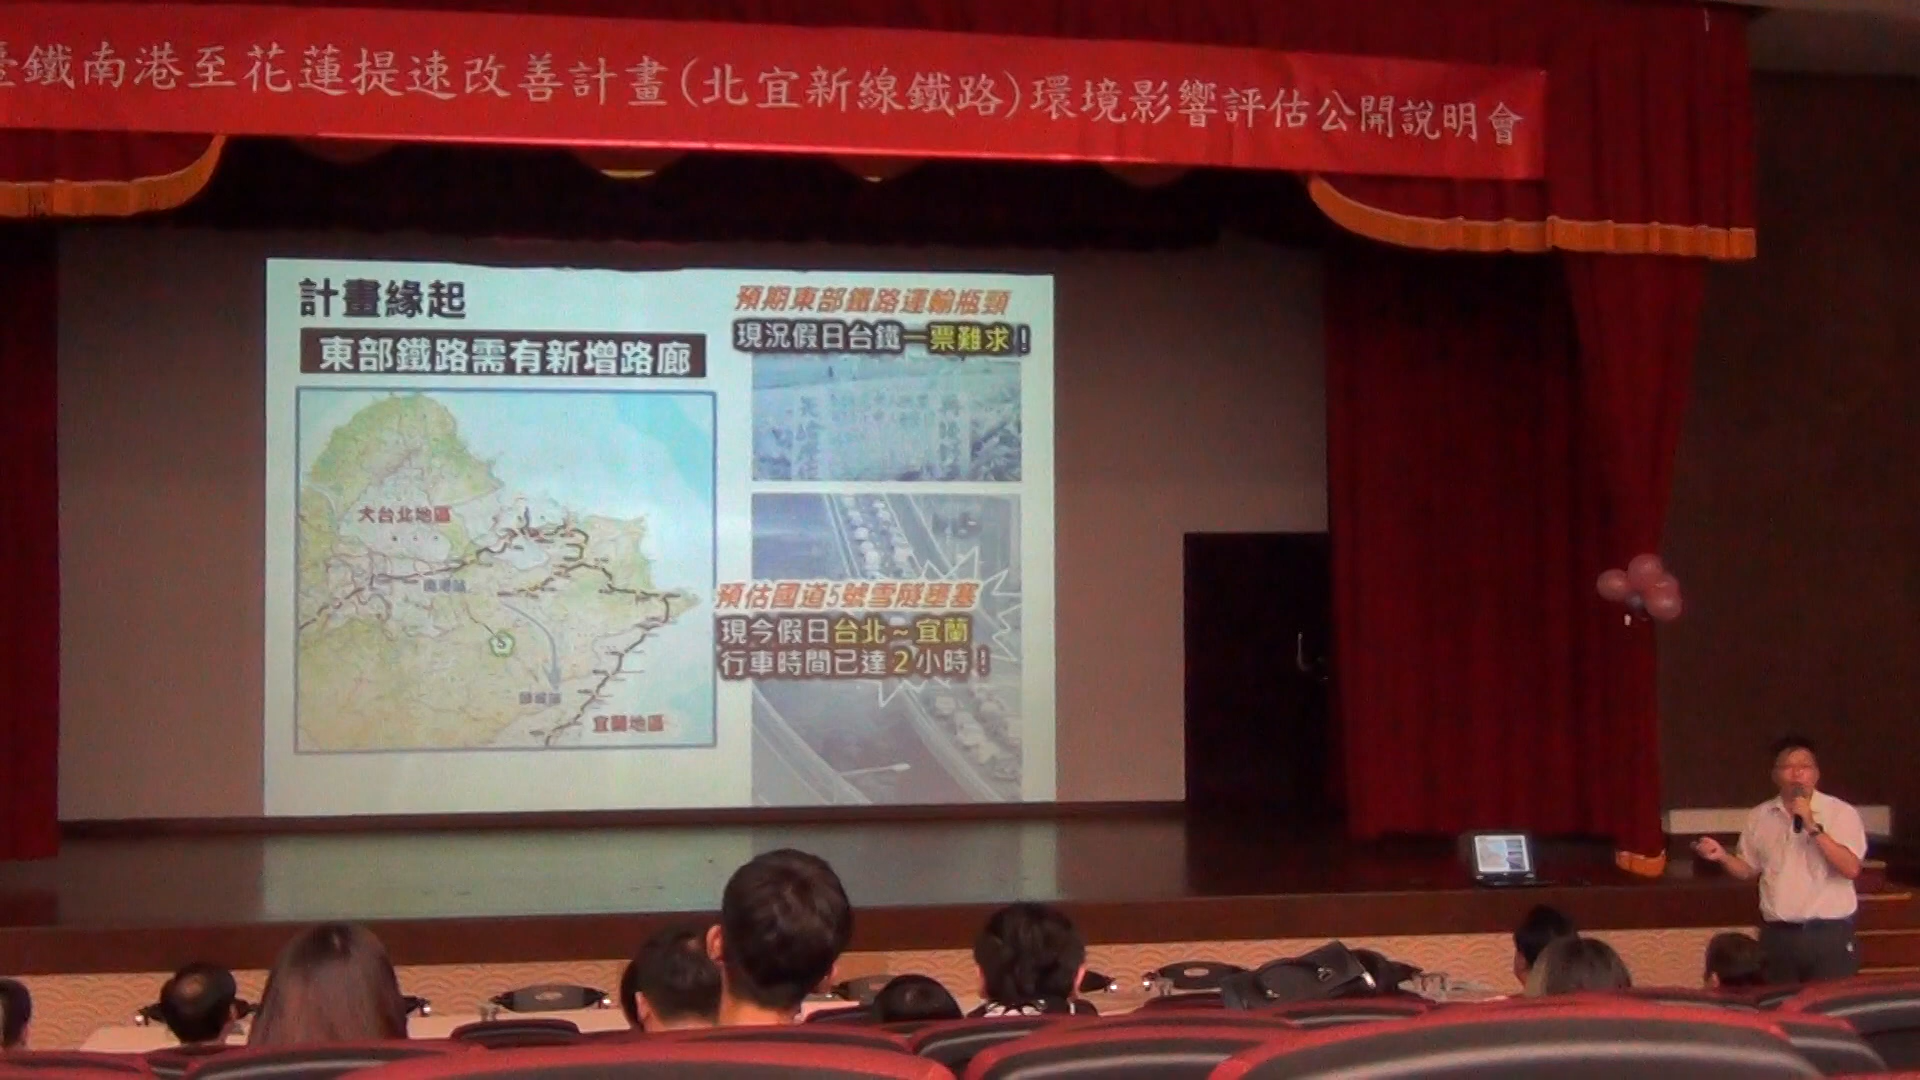 臺鐵南港至花蓮提速改善計畫(北宜新線鐵路)環境影響評估公開說明會
計畫緣起
東部鐵路需有新增路廊
大台北地區
南港站
宜蘭地區
預期東部鐵路運輸瓶頸
現況假日台鐵一票難求!
預估國道5號雪隧壅塞
現今假日台北~宜蘭
行車時間已達2小時!